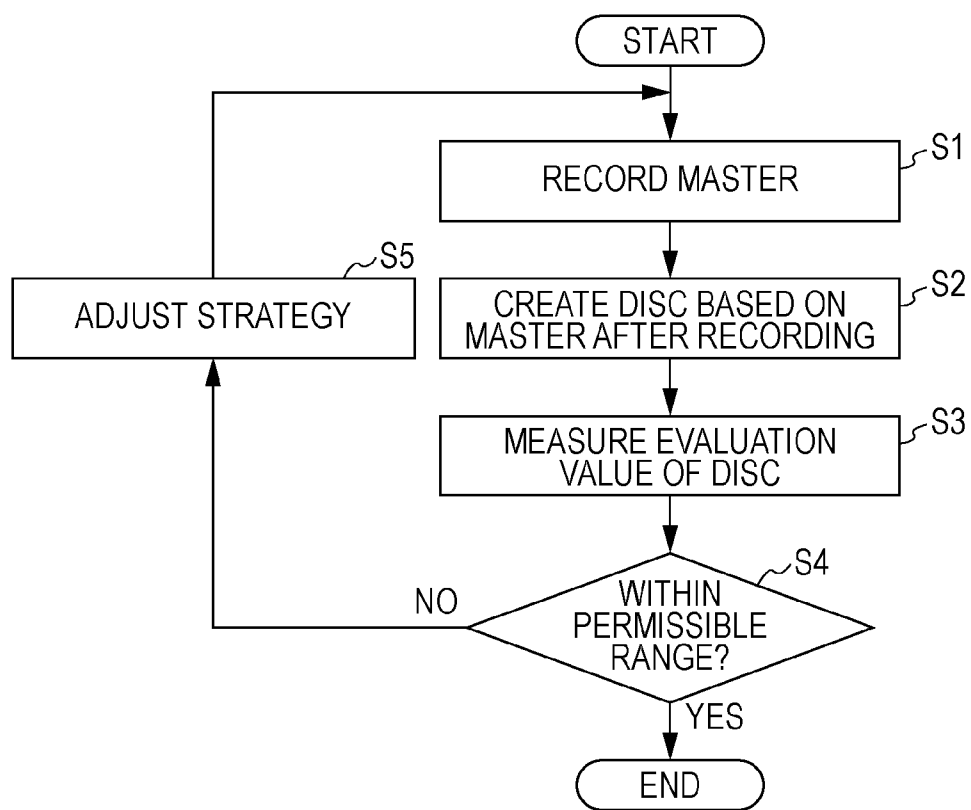 START
S1
RECORD MASTER
S5
ADJUST STRATEGY
S2
CREATE DISC BASED ON
MASTER AFTER RECORDING
S3
MEASURE EVALUATION
VALUE OF DISC
S4
NO
WITHIN
PERMISSIBLE
RANGE?
YES
END